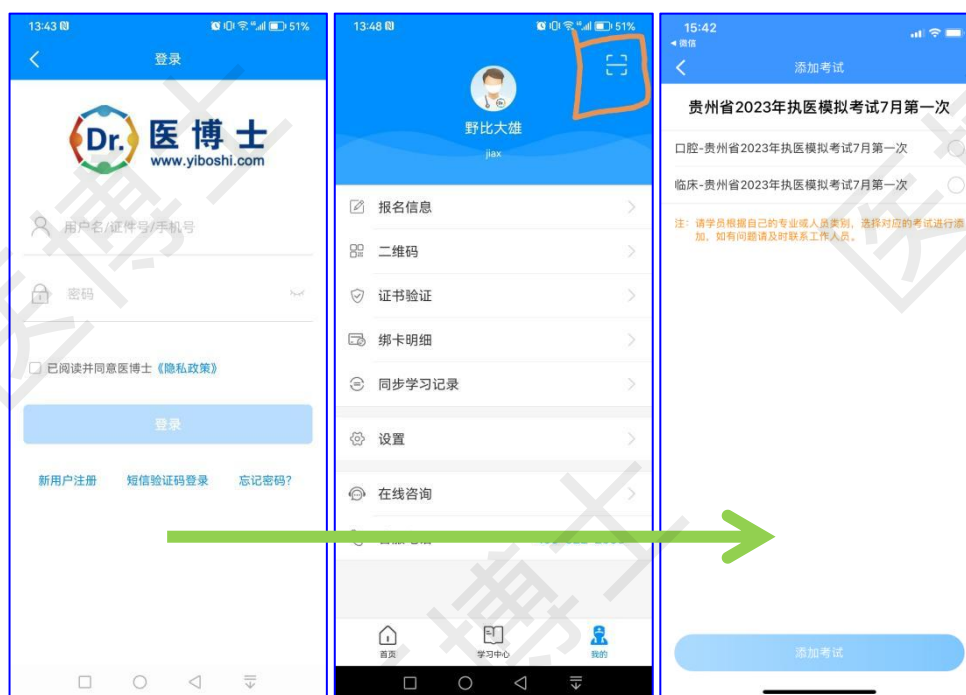 13:43
51%
登录
Dr.
医博士
www.yiboshi.com
用户名/证件号/手机号
密码
已阅读并同意医博士《隐私政策》
登录
新用户注册 短信验证码登录 忘记密码?
13:48
51%
野比大雄
jiax
报名信息
二维码
证书验证
绑卡明细
同步学习记录
设置
在线咨询
首页 学习中心 我的
15:42
微信
添加考试
贵州省2023年执医模拟考试7月第一次
口腔-贵州省2023年执医模拟考试7月第一次
临床-贵州省2023年执医模拟考试7月第一次
注：请学员根据自己的专业或人员类别，选择对应的考试进行添
加。如有问题请及时联系工作人员。
添加考试
医博士
医博士
医